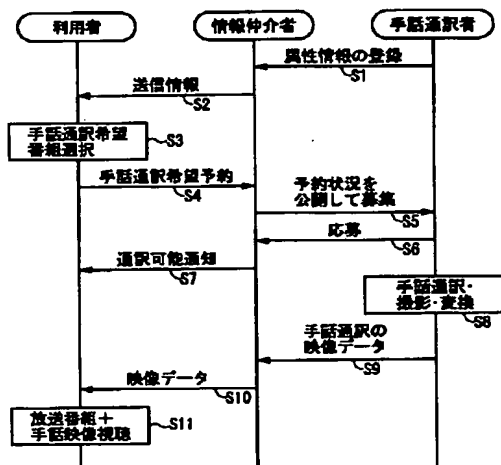 利用者
情報仲介省
手話通訳者
属性情報の登録
S1
送信情報
S2
手話通訳希望
番組選択
S3
手話通訳希望予約
S4
予約状況を
公開して募集
S5
応募
S6
通訳可能通知
S7
手話通訳・
撮影・変換
S8
手話通訳の
映像データ
S9
映像データ
S10
放送番組+
手話映像視聴
S11